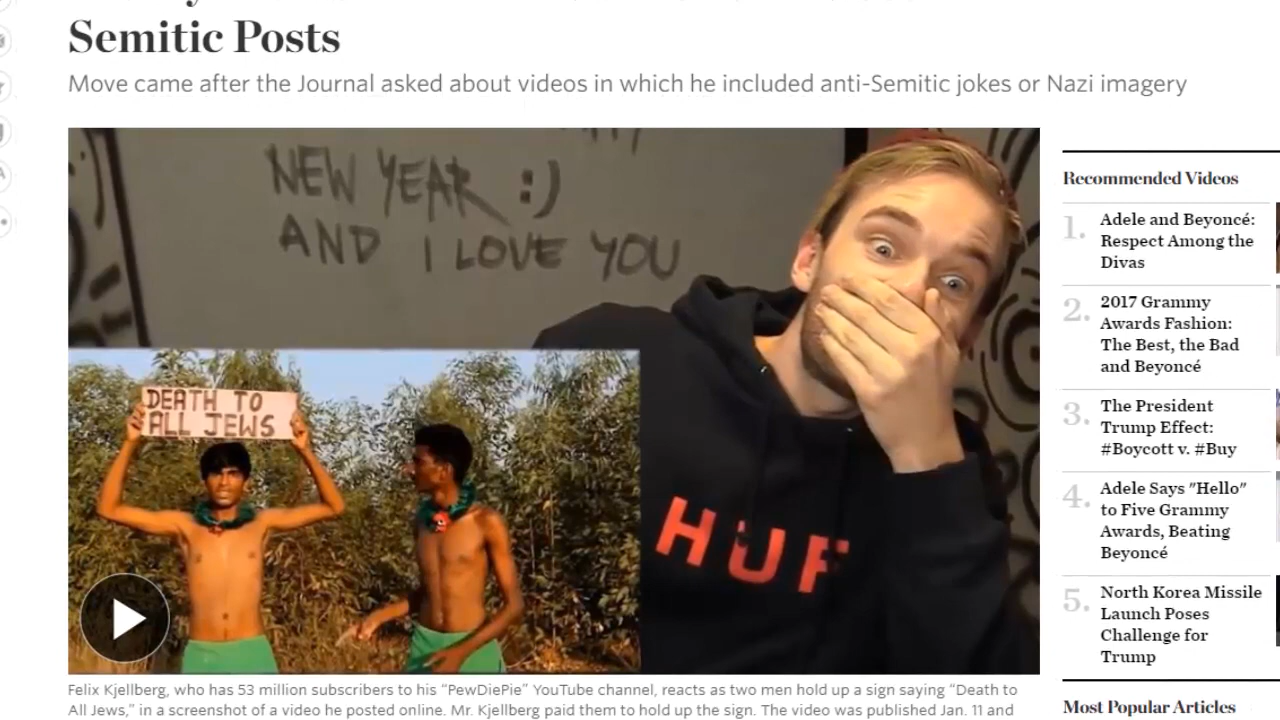 Semitic Posts
Move came after the Journal asked about videos in which he included anti-Semitic jokes or Nazi imagery
NEW YEAR :)
AND I LOVE YOU
DEATH TO
ALL JEWS
HUF
Felix Kjellberg, who has 53 million subscribers to his “PewDiePie” YouTube channel, reacts as two men hold up a sign saying “Death to
All Jews,” in a screenshot of a video he posted online. Mr. Kjellberg paid them to hold up the sign. The video was published Jan. 11 and
Recommended Videos
1. Adele and Beyoncé:
Respect Among the
Divas
2. 2017 Grammy
Awards Fashion:
The Best, the Bad
and Beyoncé
3. The President
Trump Effect:
#Boycott v. #Buy
4. Adele Says "Hello"
to Five Grammy
Awards, Beating
Beyoncé
5. North Korea Missile
Launch Poses
Challenge for
Trump
Most Popular Articles